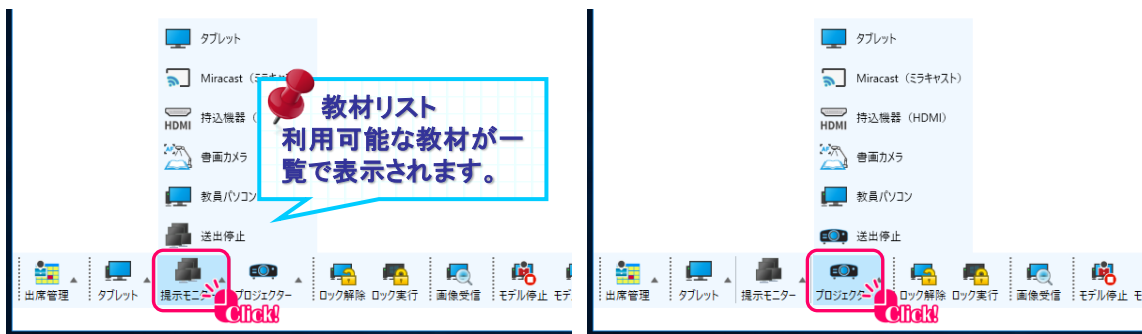 タブレット
Miracast（ミラキャ
持込機器（
HDMI
書画カメラ
教員パソコン
送出停止
教材リスト
利用可能な教材が一
覧で表示されます。
出席管理
タブレット
提示モニター
プロジェクター
ロック解除
ロック実行
画像受信
モデル停止
モデ
Click!
タブレット
Miracast（ミラキャスト）
持込機器（HDMI）
HDMI
書画カメラ
教員パソコン
送出停止
出席管理
タブレット
提示モニター
プロジェクター
ロック解除
ロック実行
画像受信
モデル停止
モ
Click!